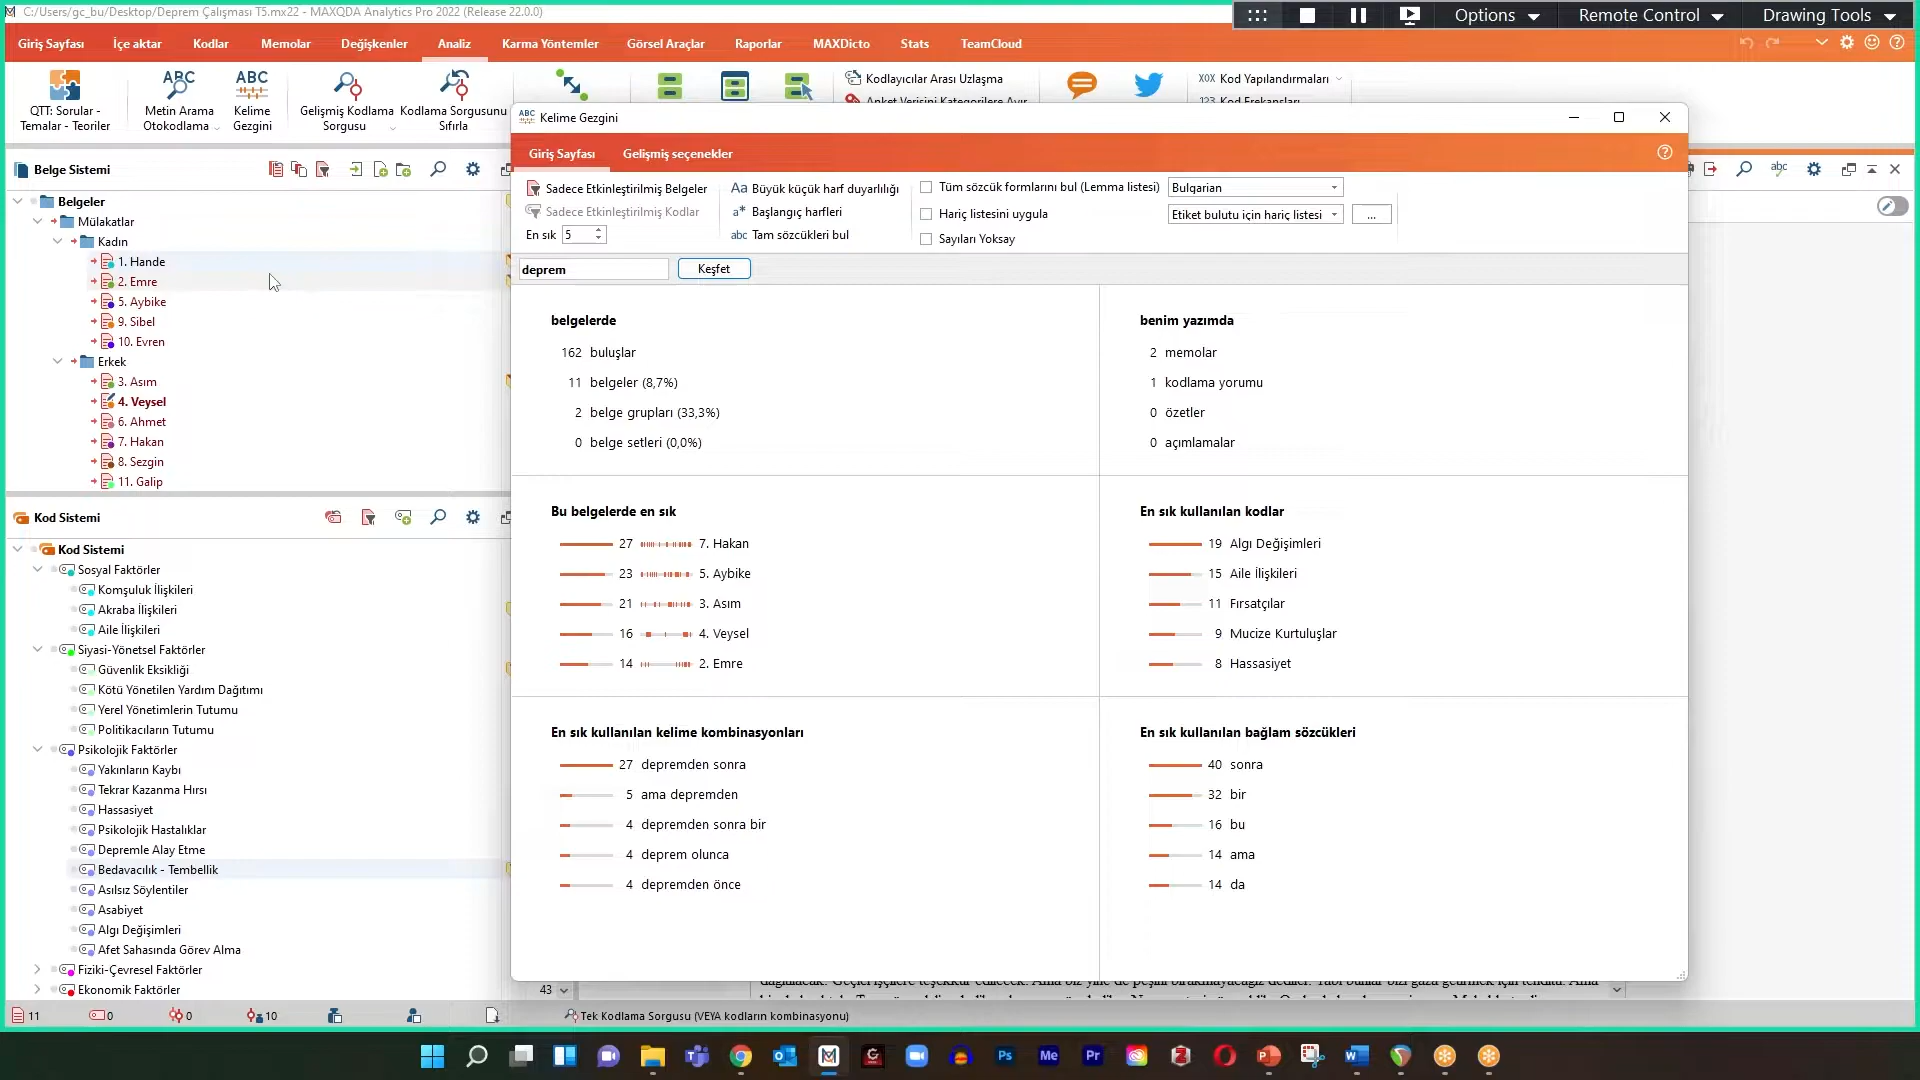 C:/Users/gc_bu/Desktop/Deprem Çalışması T5.mx22 - MAXQDA Analytics Pro 2022 (Release 22.0.0)
Options
Remote Control
Drawing Tools
Giriş Sayfası
İçe aktar
Kodlar
Memolar
Değişkenler
Analiz
Karma Yöntemler
Görsel Araçlar
Raporlar
MAXDicto
Stats
TeamCloud
QTT: Sorular -
Temalar - Teoriler
Metin Arama
Otokodlama
Kelime
Gezgini
Gelişmiş Kodlama
Sorgusu
Kodlama Sorgusunu
Sıfırla
Kodlayıcılar Arası Uzlaşma
Anket Verisini Kategorilere Ayır
Kod Yapılandırmaları
Kod Frekansları
Belge Sistemi
Belgeler
Mülakatlar
Kadın
1. Hande
2. Emre
5. Aybike
9. Sibel
10. Evren
Erkek
3. Asım
4. Veysel
6. Ahmet
7. Hakan
8. Sezgin
11. Galip
Kod Sistemi
Kod Sistemi
Sosyal Faktörler
Komşuluk İlişkileri
Akraba İlişkileri
Aile İlişkileri
Siyasi-Yönetsel Faktörler
Güvenlik Eksikliği
Kötü Yönetilen Yardım Dağıtımı
Yerel Yönetimlerin Tutumu
Politikacıların Tutumu
Psikolojik Faktörler
Yakınların Kaybı
Tekrar Kazanma Hırsı
Hassasiyet
Psikolojik Hastalıklar
Depremle Alay Etme
Bedavacılık - Tembellik
Asılsız Söylentiler
Asabiyet
Algı Değişimleri
Afet Sahasında Görev Alma
Fiziki-Çevresel Faktörler
Ekonomik Faktörler
Kelime Gezgini
Giriş Sayfası
Gelişmiş seçenekler
Sadece Etkinleştirilmiş Belgeler
Sadece Etkinleştirilmiş Kodlar
En sık 5
Aa Büyük küçük harf duyarlılığı
a* Başlangıç harfleri
abc Tam sözcükleri bul
Tüm sözcük formlarını bul (Lemma listesi)
Bulgarian
Hariç listesini uygula
Etiket bulutu için hariç listesi
...
Sayıları Yoksay
deprem
Keşfet
belgelerde
162 buluşlar
11 belgeler (8,7%)
2 belge grupları (33,3%)
0 belge setleri (0,0%)
benim yazımda
2 memolar
1 kodlama yorumu
0 özetler
0 açımlamalar
Bu belgelerde en sık
27 7. Hakan
23 5. Aybike
21 3. Asım
16 4. Veysel
14 2. Emre
En sık kullanılan kodlar
19 Algı Değişimleri
15 Aile İlişkileri
11 Fırsatçılar
9 Mucize Kurtuluşlar
8 Hassasiyet
En sık kullanılan kelime kombinasyonları
27 depremden sonra
5 ama depremden
4 depremden sonra bir
4 deprem olunca
4 depremden önce
En sık kullanılan bağlam sözcükleri
40 sonra
32 bir
16 bu
14 ama
14 da
43
11
0
0
10
Tek Kodlama Sorgusu (VEYA kodların kombinasyonu)